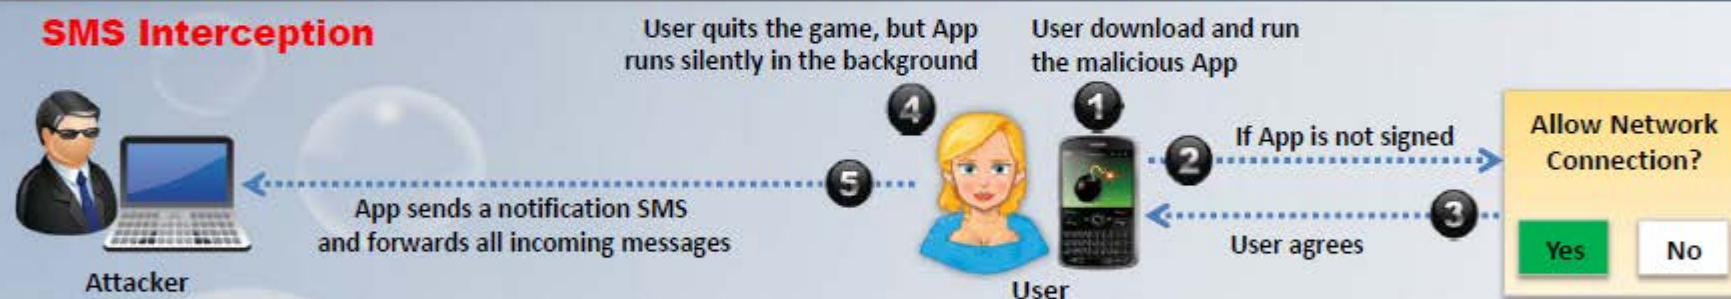 SMS Interception
User quits the game, but App
runs silently in the background
User download and run
the malicious App
4
1
2
If App is not signed
Allow Network
Connection?
5
App sends a notification SMS
and forwards all incoming messages
3
User agrees
Yes
No
Attacker
User